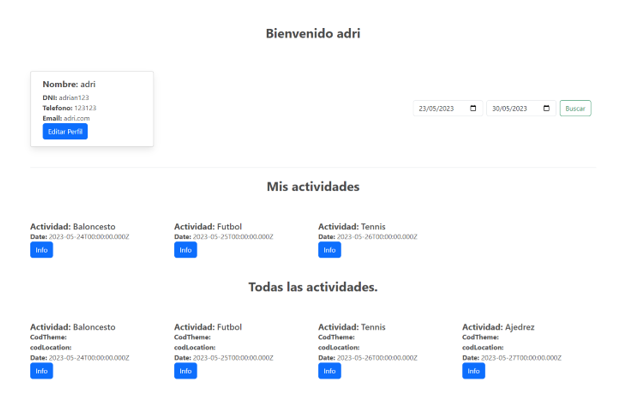 Bienvenido adri
Nombre: adri
DNI: adrian123
Telefono: 123123
Email: adri.com
Editar Perfil
23/05/2023
30/05/2023
Buscar
Mis actividades
Actividad: Baloncesto
Date: 2023-05-24T00:00:00.000Z
Info
Actividad: Futbol
Date: 2023-05-25T00:00:00.000Z
Info
Actividad: Tennis
Date: 2023-05-26T00:00:00.000Z
Info
Todas las actividades.
Actividad: Baloncesto
CodTheme:
codLocation:
Date: 2023-05-24T00:00:00.000Z
Info
Actividad: Futbol
CodTheme:
codLocation:
Date: 2023-05-25T00:00:00.000Z
Info
Actividad: Tennis
CodTheme:
codLocation:
Date: 2023-05-26T00:00:00.000Z
Info
Actividad: Ajedrez
CodTheme:
codLocation:
Date: 2023-05-27T00:00:00.000Z
Info